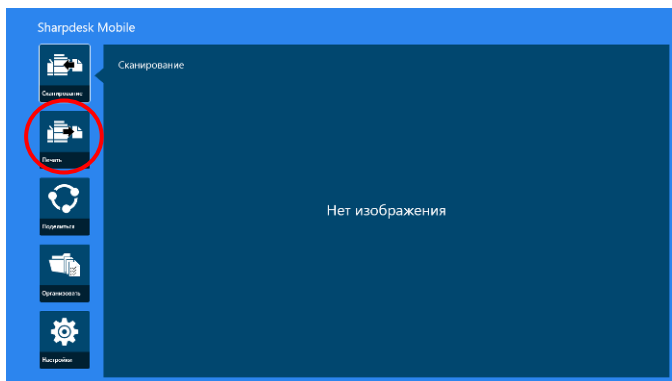 Sharpdesk Mobile
Сканирование
Сканирование
Печать
Поделиться
Нет изображения
Организовать
Настройки